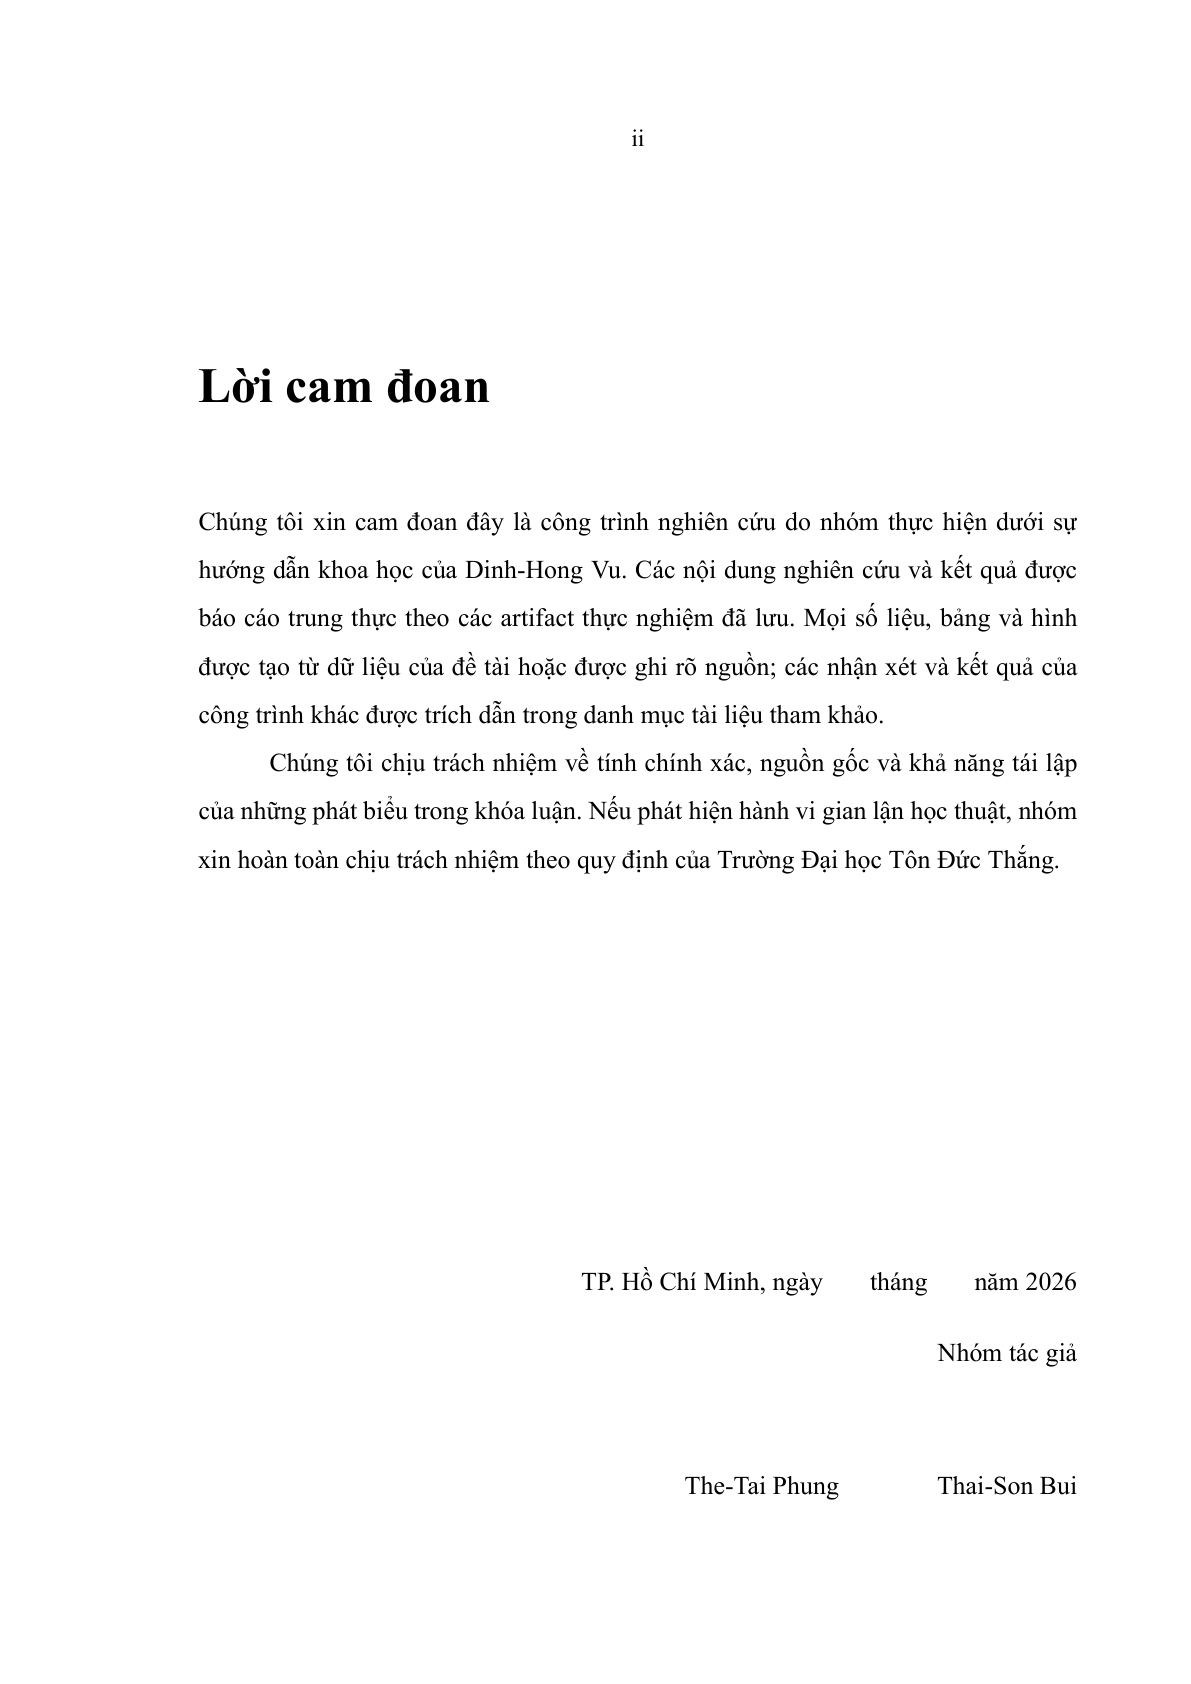 ii
Lời cam đoan
Chúng tôi xin cam đoan đây là công trình nghiên cứu do nhóm thực hiện dưới sự
hướng dẫn khoa học của Dinh-Hong Vu. Các nội dung nghiên cứu và kết quả được
báo cáo trung thực theo các artifact thực nghiệm đã lưu. Mọi số liệu, bảng và hình
được tạo từ dữ liệu của đề tài hoặc được ghi rõ nguồn; các nhận xét và kết quả của
công trình khác được trích dẫn trong danh mục tài liệu tham khảo.
Chúng tôi chịu trách nhiệm về tính chính xác, nguồn gốc và khả năng tái lập
của những phát biểu trong khóa luận. Nếu phát hiện hành vi gian lận học thuật, nhóm
xin hoàn toàn chịu trách nhiệm theo quy định của Trường Đại học Tôn Đức Thắng.
TP. Hồ Chí Minh, ngày tháng năm 2026
Nhóm tác giả
The-Tai Phung Thai-Son Bui